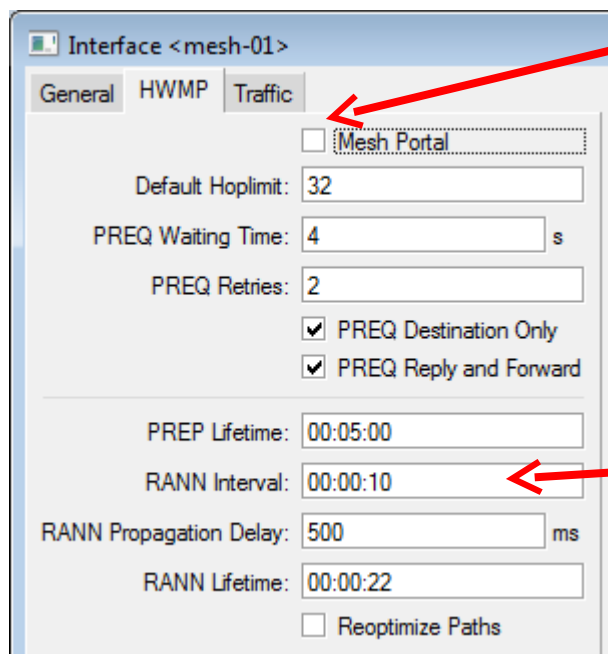 Interface <mesh-01>
General HWMP Traffic
Mesh Portal
Default Hoplimit: 32
PREQ Waiting Time: 4 s
PREQ Retries: 2
PREQ Destination Only
PREQ Reply and Forward
PREP Lifetime: 00:05:00
RANN Interval: 00:00:10
RANN Propagation Delay: 500 ms
RANN Lifetime: 00:00:22
Reoptimize Paths